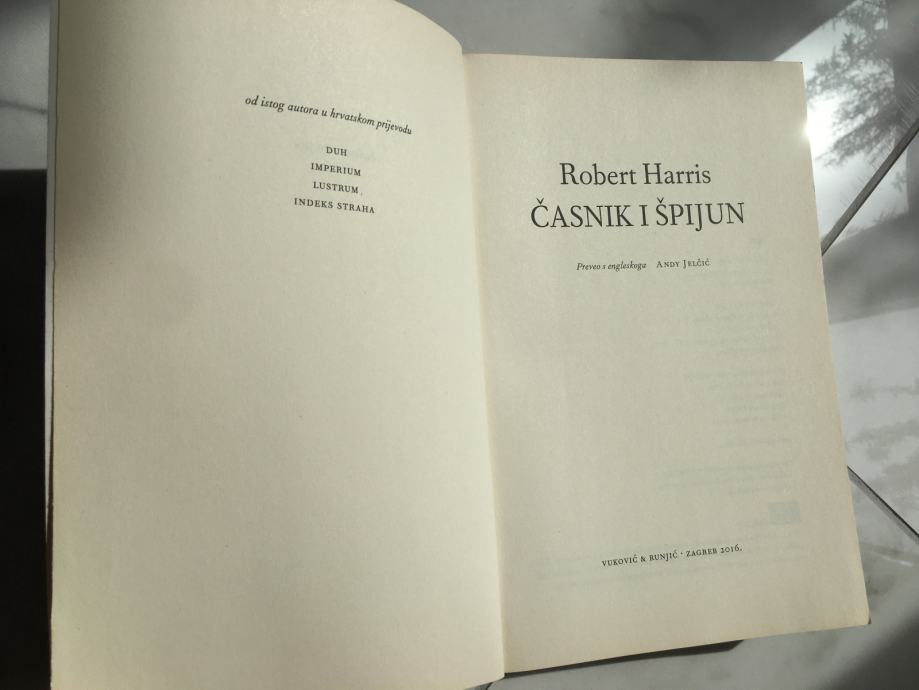 od istog autora u hrvatskom prijevodu
DUH
IMPERIUM
LUSTRUM
INDEKS STRAHA
Robert Harris
ČASNIK I ŠPIJUN
Preveo s engleskoga ANDY JELČIĆ
VUKOVIĆ & RUNJIĆ · ZAGREB 2016.